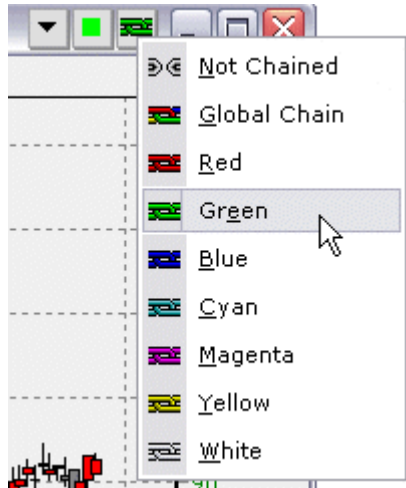 Not Chained
Global Chain
Red
Green
Blue
Cyan
Magenta
Yellow
White